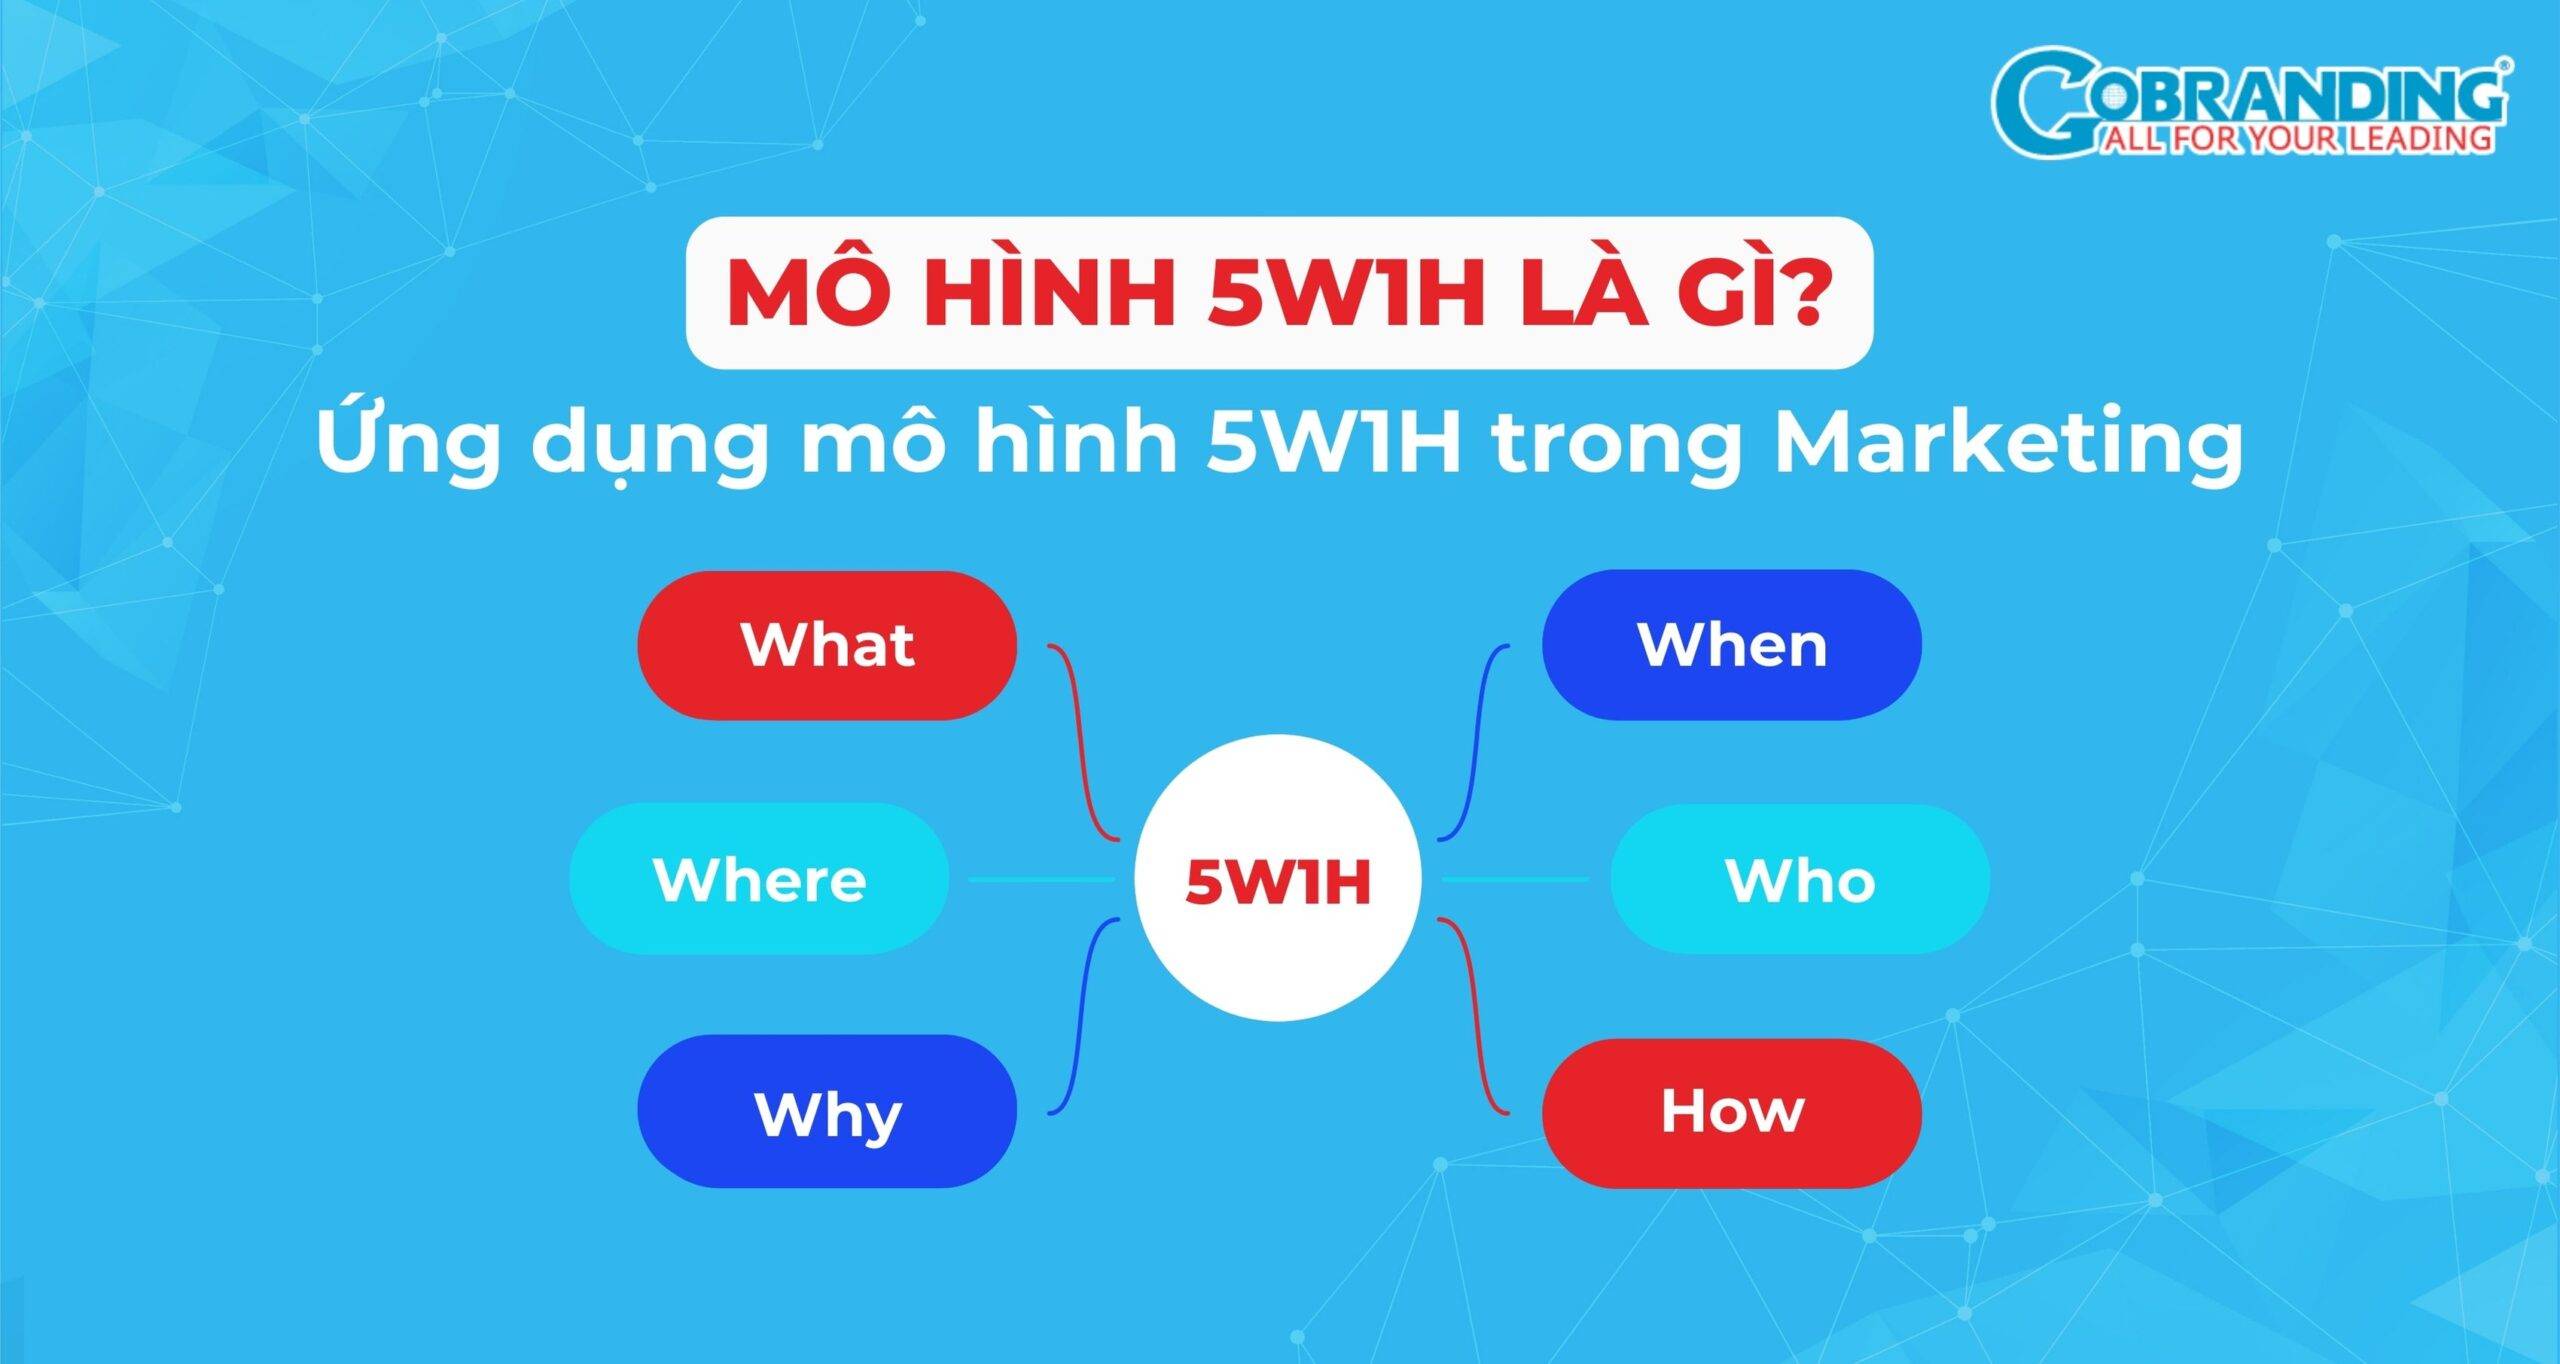 GOBRANDING®
ALL FOR YOUR LEADING
MÔ HÌNH 5W1H LÀ GÌ?
Ứng dụng mô hình 5W1H trong Marketing
What
When
Where
5W1H
Who
Why
How